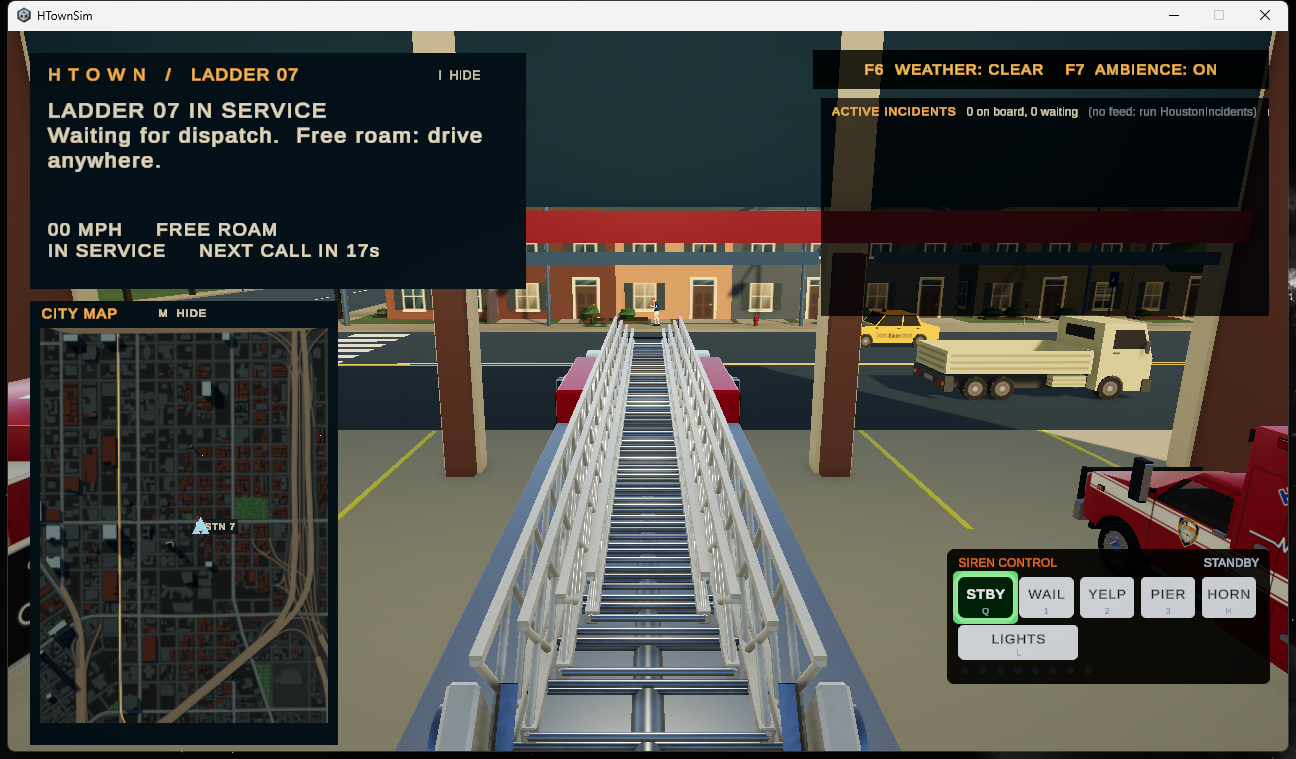 HTownSim
HTOWN / LADDER 07 I HIDE
LADDER 07 IN SERVICE
Waiting for dispatch. Free roam: drive
anywhere.
00 MPH FREE ROAM
IN SERVICE NEXT CALL IN 17s
F6 WEATHER: CLEAR F7 AMBIENCE: ON
ACTIVE INCIDENTS 0 on board, 0 waiting (no feed: run HoustonIncidents)
CITY MAP M HIDE
STN 7
SIREN CONTROL STANDBY
STBY WAIL YELP PIER HORN
Q 1 2 3 H
LIGHTS
L